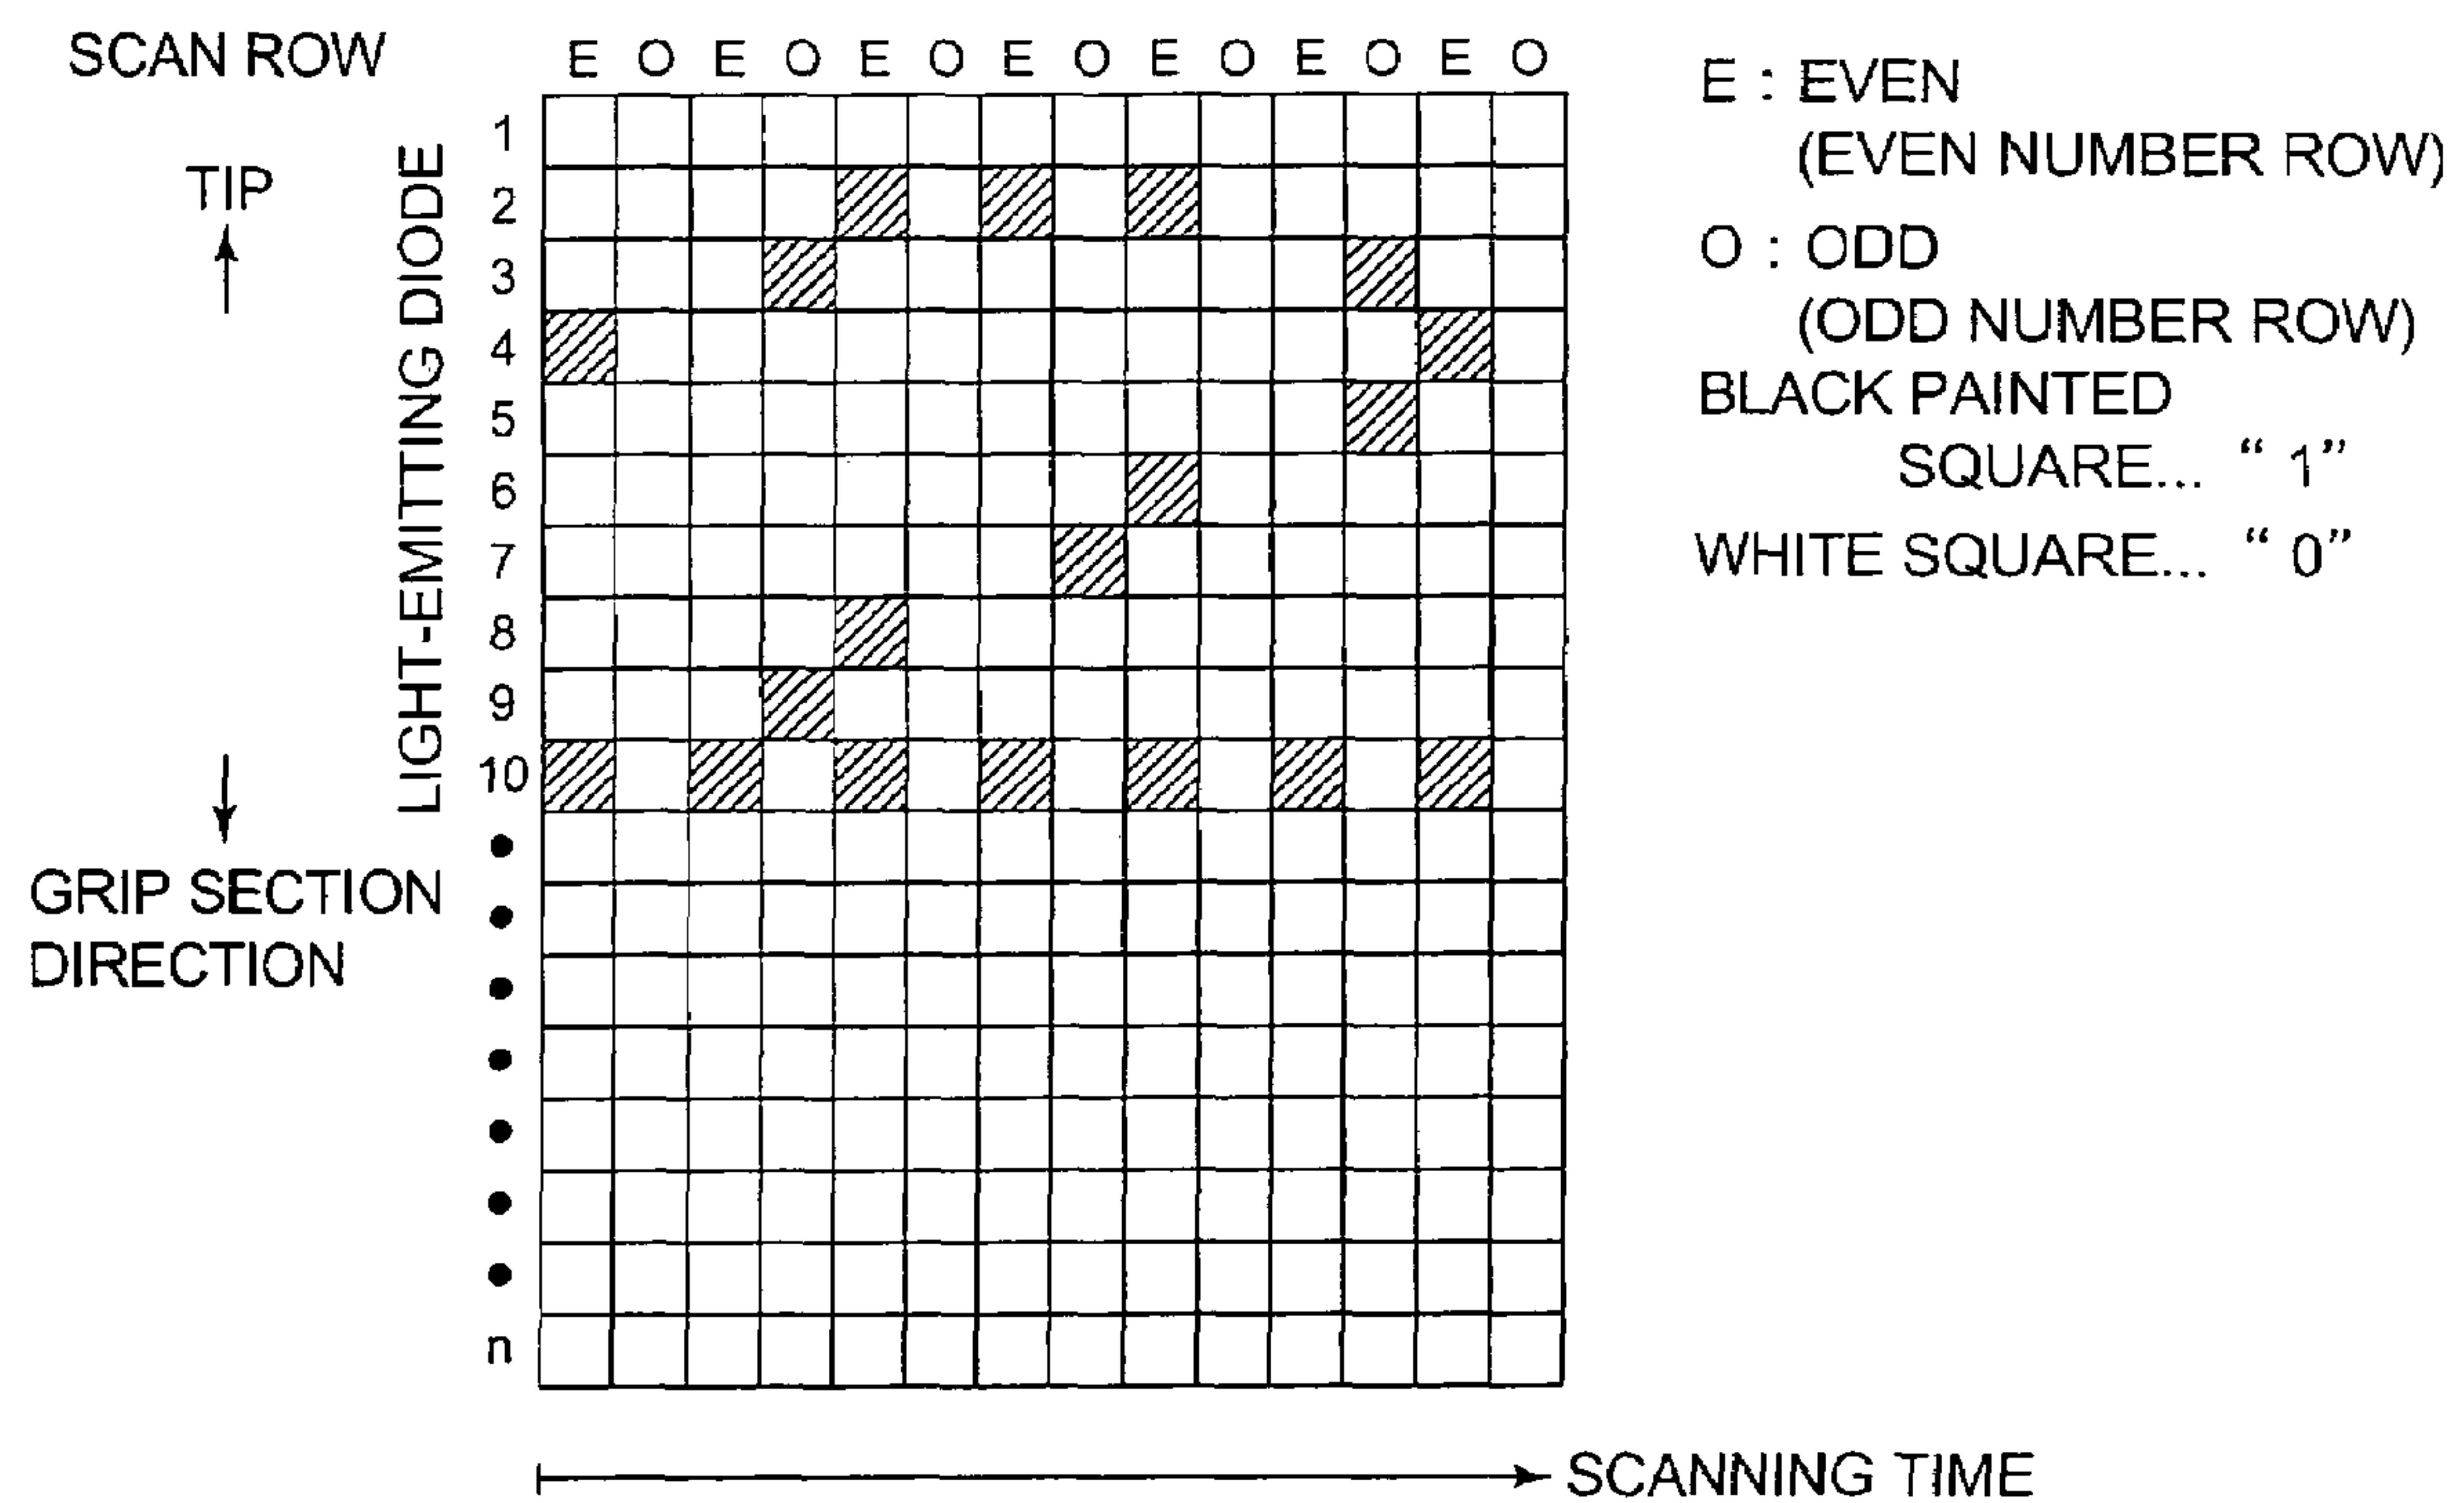 SCAN ROW E O E O E O E O E O E O E O
TIP
LIGHT-EMITTING DIODE
1
2
3
4
5
6
7
8
9
10
n
GRIP SECTION
DIRECTION
E : EVEN
(EVEN NUMBER ROW)
O : ODD
(ODD NUMBER ROW)
BLACK PAINTED
SQUARE... “ 1”
WHITE SQUARE... “ 0”
SCANNING TIME